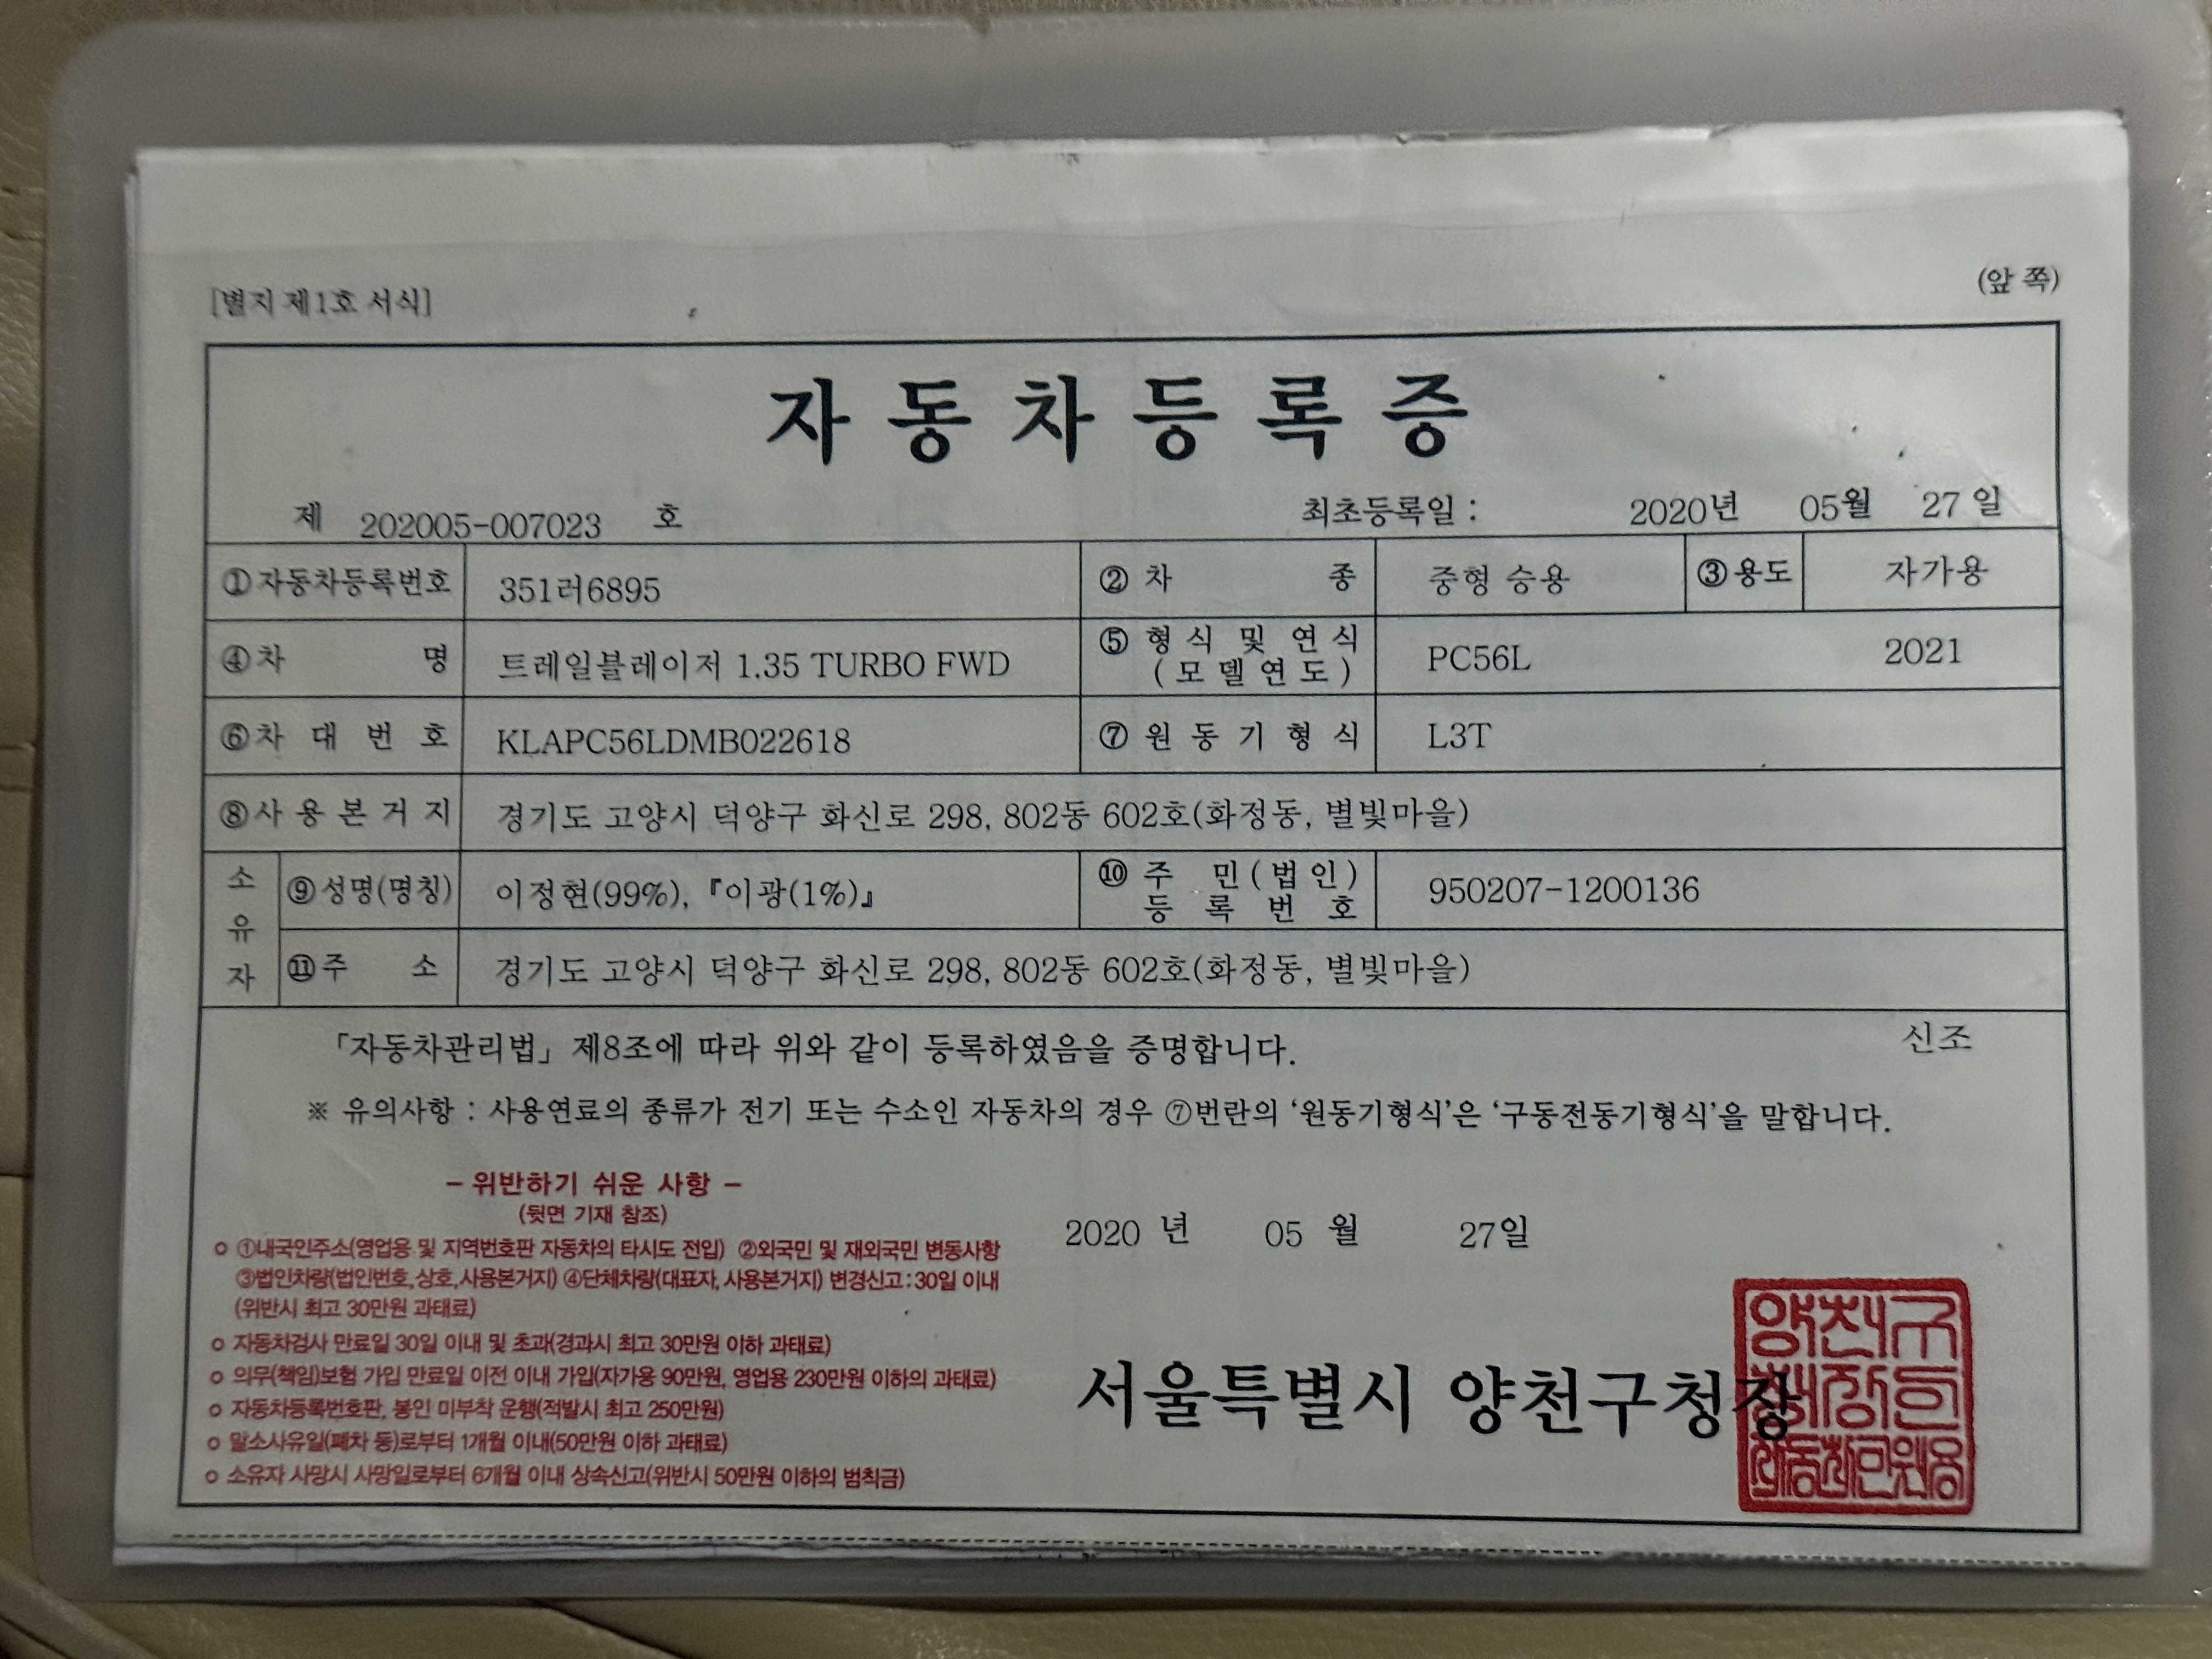 [별지 제1호 서식]
(앞 쪽)
자동차등록증
제 202005-007023 호 최초등록일 : 2020년 05월 27일
①자동차등록번호 351러6895 ②차 종 중형 승용 ③용도 자가용
④차 명 트레일블레이저 1.35 TURBO FWD ⑤형식 및 연식 (모델연도) PC56L 2021
⑥차대번호 KLAPC56LDMB022618 ⑦원동기형식 L3T
⑧사용본거지 경기도 고양시 덕양구 화신로 298, 802동 602호(화정동, 별빛마을)
소유자 ⑨성명(명칭) 이정현(99%), 『이광(1%)』 ⑩주민(법인)등록번호 950207-1200136
⑪주 소 경기도 고양시 덕양구 화신로 298, 802동 602호(화정동, 별빛마을)
「자동차관리법」 제8조에 따라 위와 같이 등록하였음을 증명합니다. 신조
※ 유의사항 : 사용연료의 종류가 전기 또는 수소인 자동차의 경우 ⑦번란의 '원동기형식'은 '구동전동기형식'을 말합니다.
– 위반하기 쉬운 사항 –
(뒷면 기재 참조)
○ ①내국인주소(영업용 및 지역번호판 자동차의 타시도 전입) ②외국민 및 재외국민 변동사항
③법인차량(법인번호,상호,사용본거지) ④단체차량(대표자,사용본거지) 변경신고:30일 이내
(위반시 최고 30만원 과태료)
○ 자동차검사 만료일 30일 이내 및 초과(경과시 최고 30만원 이하 과태료)
○ 의무(책임)보험 가입 만료일 이전 이내 가입(자가용 90만원, 영업용 230만원 이하의 과태료)
○ 자동차등록번호판, 봉인 미부착 운행(적발시 최고 250만원)
○ 말소사유일(폐차 등)로부터 1개월 이내(50만원 이하 과태료)
○ 소유자 사망시 사망일로부터 6개월 이내 상속신고(위반시 50만원 이하의 범칙금)
2020 년 05 월 27일
서울특별시 양천구청장